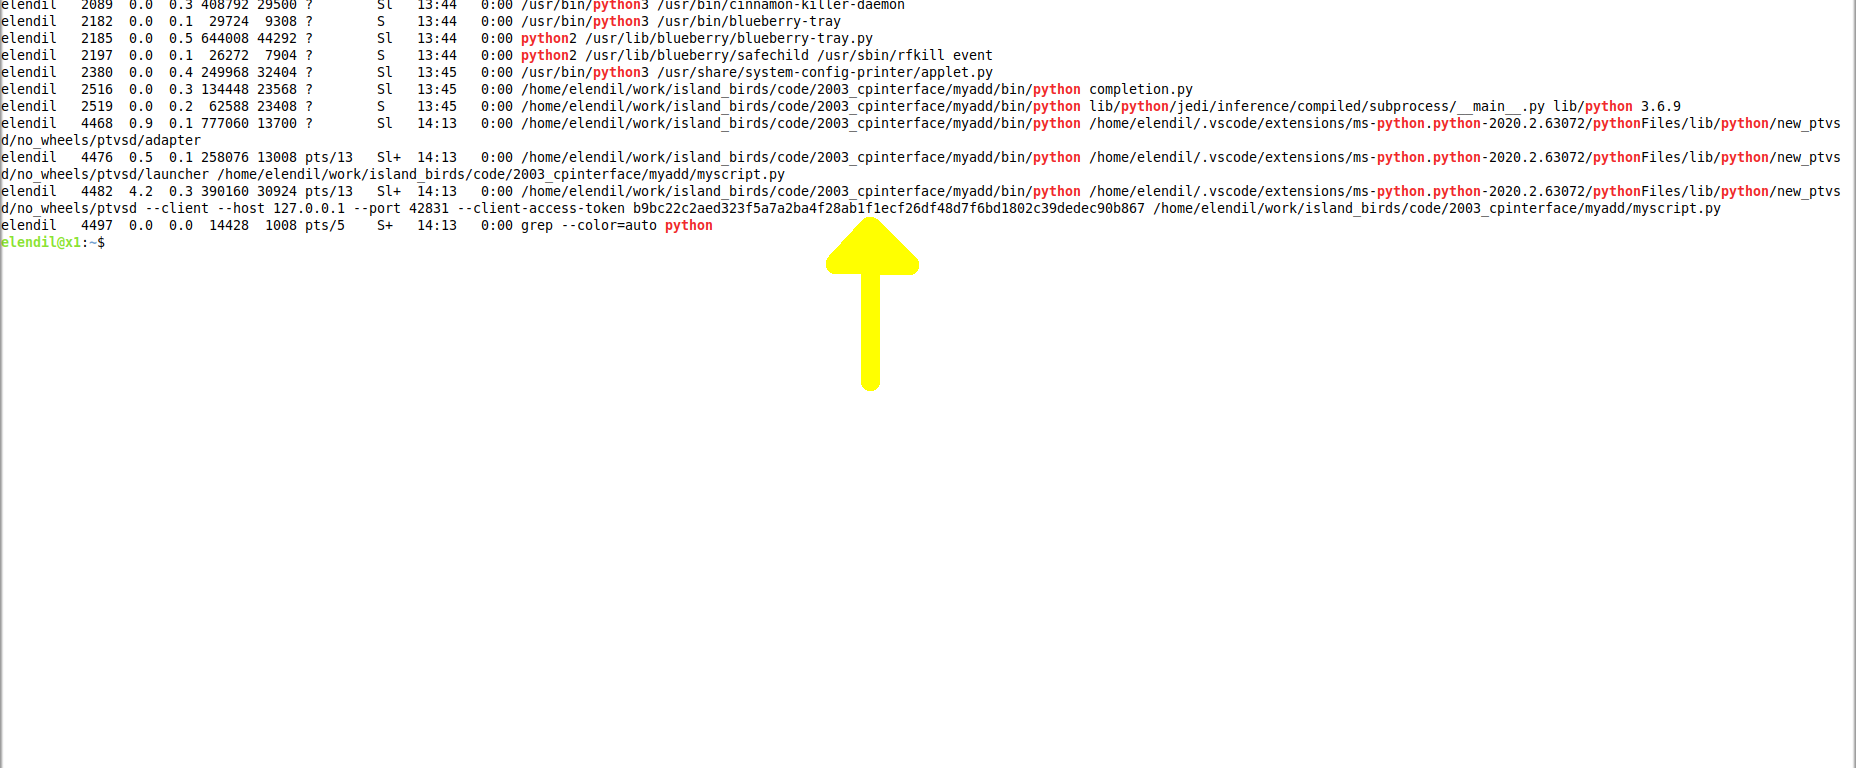 elendil   2089  0.0  0.3 408792 29500 ?        Sl   13:44   0:00 /usr/bin/python3 /usr/bin/cinnamon-killer-daemon
elendil   2182  0.0  0.1  29724  9308 ?        S    13:44   0:00 /usr/bin/python3 /usr/bin/blueberry-tray
elendil   2185  0.0  0.5 644008 44292 ?        Sl   13:44   0:00 python2 /usr/lib/blueberry/blueberry-tray.py
elendil   2197  0.0  0.1  26272  7904 ?        S    13:44   0:00 python2 /usr/lib/blueberry/safechild /usr/sbin/rfkill event
elendil   2380  0.0  0.4 249968 32404 ?        Sl   13:45   0:00 /usr/bin/python3 /usr/share/system-config-printer/applet.py
elendil   2516  0.0  0.3 134448 23568 ?        Sl   13:45   0:00 /home/elendil/work/island_birds/code/2003_cpinterface/myadd/bin/python completion.py
elendil   2519  0.0  0.2  62588 23408 ?        S    13:45   0:00 /home/elendil/work/island_birds/code/2003_cpinterface/myadd/bin/python lib/python/jedi/inference/compiled/subprocess/__main__.py lib/python 3.6.9
elendil   4468  0.9  0.1 777060 13700 ?        Sl   14:13   0:00 /home/elendil/work/island_birds/code/2003_cpinterface/myadd/bin/python /home/elendil/.vscode/extensions/ms-python.python-2020.2.63072/pythonFiles/lib/python/new_ptvs
d/no_wheels/ptvsd/adapter
elendil   4476  0.5  0.1 258076 13008 pts/13   Sl+  14:13   0:00 /home/elendil/work/island_birds/code/2003_cpinterface/myadd/bin/python /home/elendil/.vscode/extensions/ms-python.python-2020.2.63072/pythonFiles/lib/python/new_ptvs
d/no_wheels/ptvsd/launcher /home/elendil/work/island_birds/code/2003_cpinterface/myadd/myscript.py
elendil   4482  4.2  0.3 390160 30924 pts/13   Sl+  14:13   0:00 /home/elendil/work/island_birds/code/2003_cpinterface/myadd/bin/python /home/elendil/.vscode/extensions/ms-python.python-2020.2.63072/pythonFiles/lib/python/new_ptvs
d/no_wheels/ptvsd --client --host 127.0.0.1 --port 42831 --client-access-token b9bc22c2aed323f5a7a2ba4f28ab1f1ecf26df48d7f6bd1802c39dedec90b867 /home/elendil/work/island_birds/code/2003_cpinterface/myadd/myscript.py
elendil   4497  0.0  0.0  14428  1008 pts/5    S+   14:13   0:00 grep --color=auto python
elendil@x1:~$